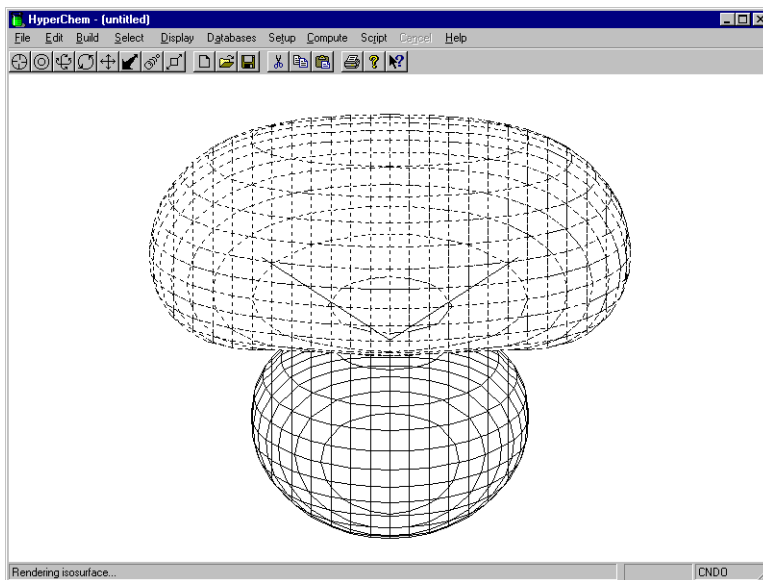 HyperChem - (untitled)
File Edit Build Select Display Databases Setup Compute Script Cancel Help
Rendering isosurface... CNDO